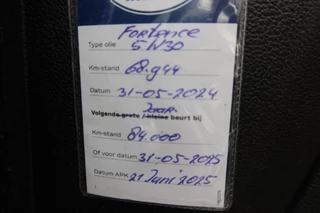 Fortence
Type olie 5W30
Km-stand 68.944
Datum 31-05-2024
Volgende grote / kleine beurt bij
Km-stand 84.000
Of voor datum 31-05-2025
Datum APK 21 Juni 2025